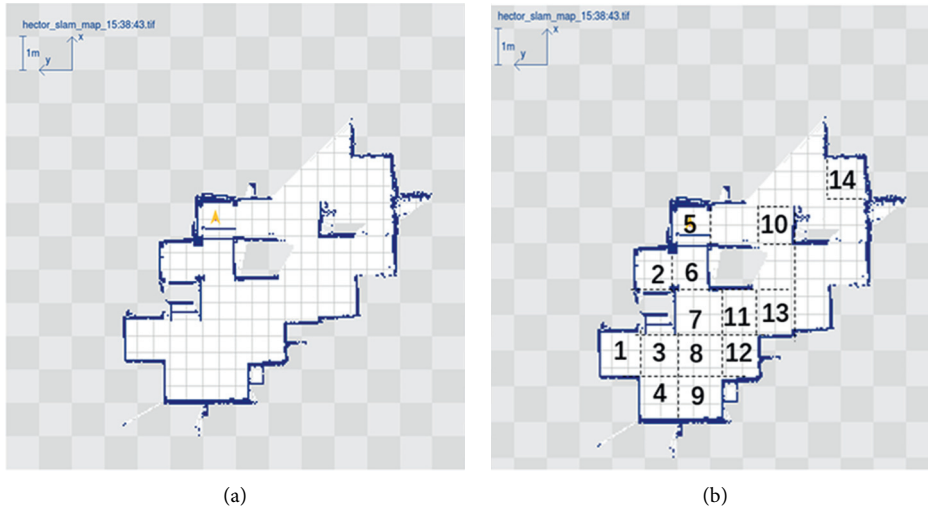 hector_slam_map_15:38:43.tif
x
1m
y
(a)
hector_slam_map_15:38:43.tif
x
1m
y
14
5
10
2
6
7
11
13
1
3
8
12
4
9
(b)